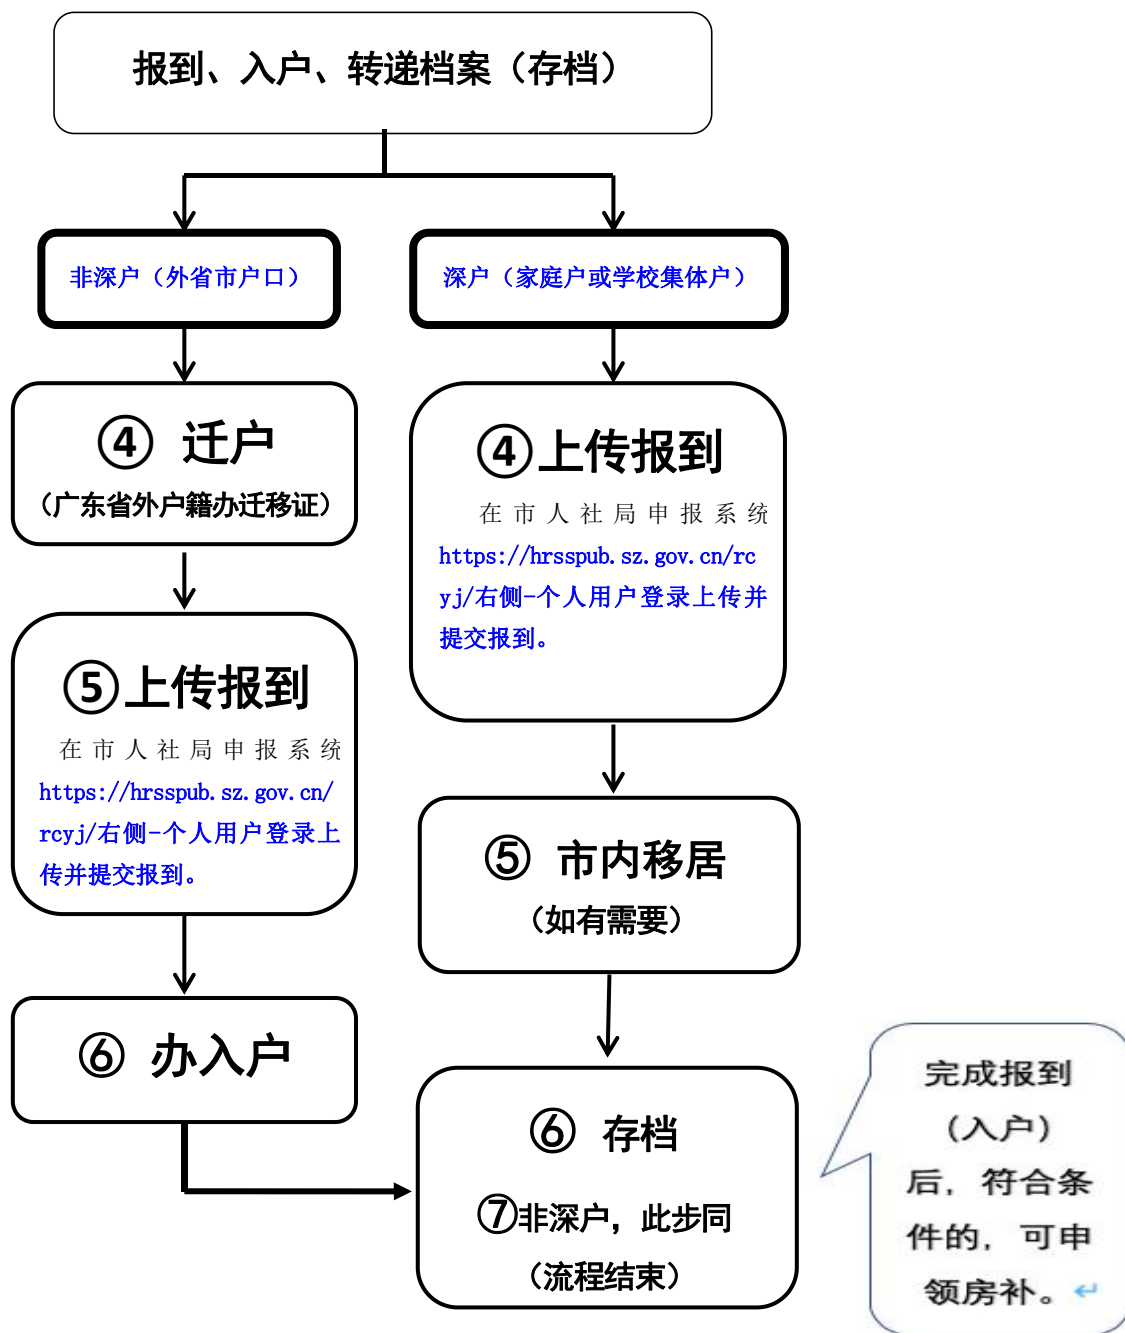 报到、入户、转递档案（存档）
非深户（外省市户口）
深户（家庭户或学校集体户）
④ 迁户
（广东省外户籍办迁移证）
⑤上传报到
在市人社局申报系统
https://hrsspub.sz.gov.cn/
rcyj/右侧-个人用户登录上
传并提交报到。
⑥ 办入户
④上传报到
在市人社局申报系统
https://hrsspub.sz.gov.cn/rc
yj/右侧-个人用户登录上传并
提交报到。
⑤ 市内移居
（如有需要）
⑥ 存档
⑦非深户，此步同
（流程结束）
完成报到
（入户）
后，符合条
件的，可申
领房补。↵